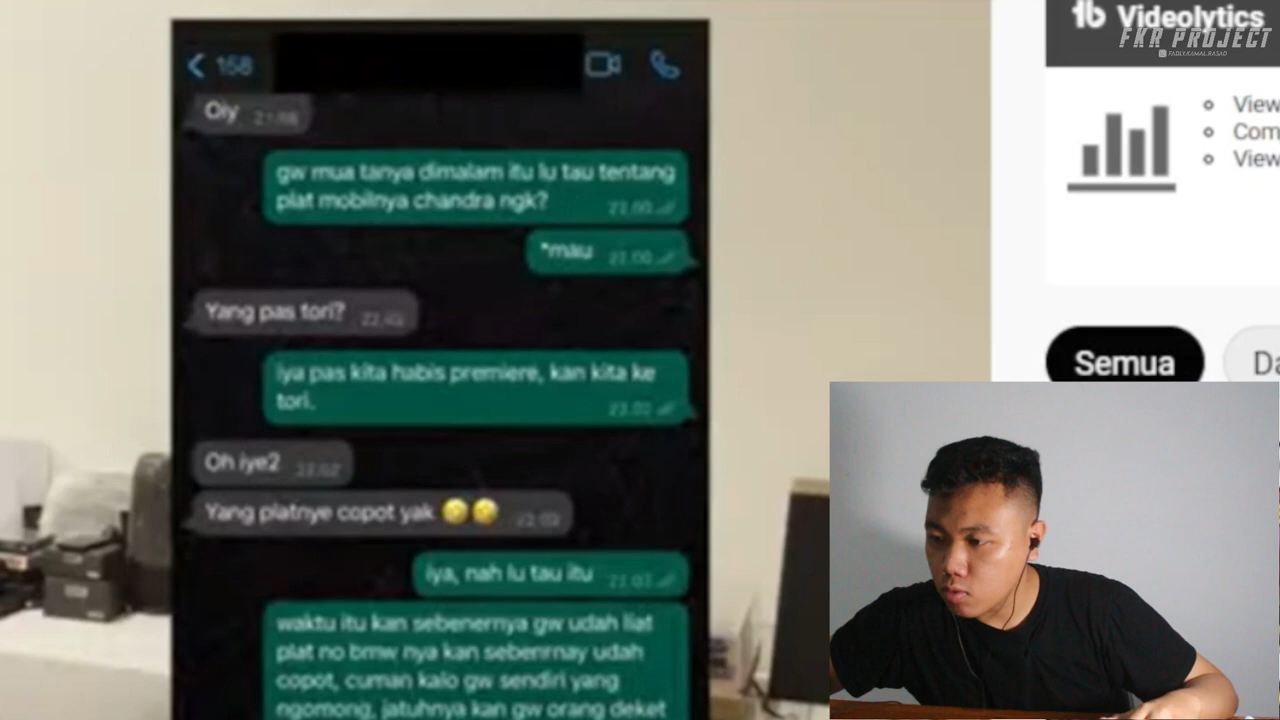 158
Oiy
gw mua tanya dimalam itu lu tau tentang
plat mobilnya chandra ngk?
*mau
Yang pas tori?
iya pas kita habis premiere, kan kita ke
tori.
Oh iye2
Yang platnye copot yak
iya, nah lu tau itu
waktu itu kan sebenernya gw udah liat
plat no bmw nya kan sebenrnay udah
copot, cuman kalo gw sendiri yang
ngomong, jatuhnya kan gw orang deket
Videolytics
FKR PROJECT
FADLY.KAMAL.RASAD
View
Com
View
Semua
Da